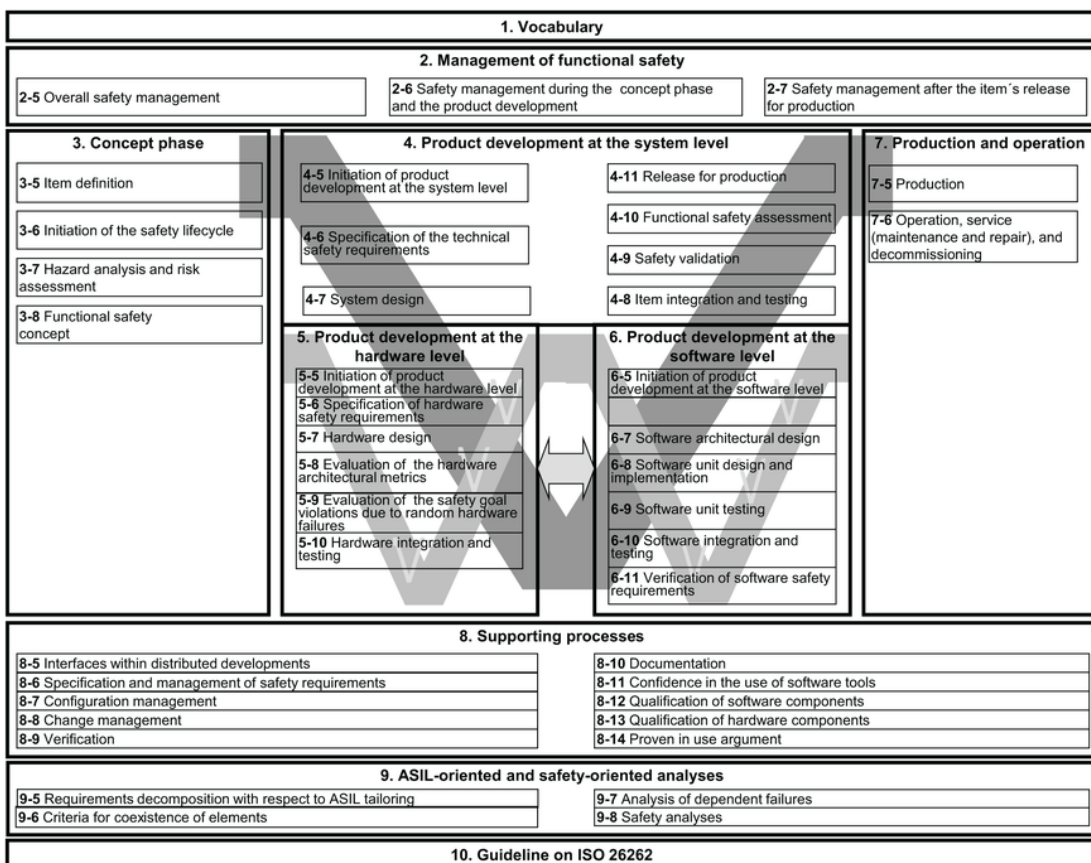 1. Vocabulary
2. Management of functional safety
2-5 Overall safety management
2-6 Safety management during the concept phase
and the product development
2-7 Safety management after the item´s release
for production
3. Concept phase
3-5 Item definition
3-6 Initiation of the safety lifecycle
3-7 Hazard analysis and risk
assessment
3-8 Functional safety
concept
4. Product development at the system level
4-5 Initiation of product
development at the system level
4-6 Specification of the technical
safety requirements
4-7 System design
4-11 Release for production
4-10 Functional safety assessment
4-9 Safety validation
4-8 Item integration and testing
5. Product development at the
hardware level
5-5 Initiation of product
development at the hardware level
5-6 Specification of hardware
safety requirements
5-7 Hardware design
5-8 Evaluation of the hardware
architectural metrics
5-9 Evaluation of the safety goal
violations due to random hardware
failures
5-10 Hardware integration and
testing
6. Product development at the
software level
6-5 Initiation of product
development at the software level
6-7 Software architectural design
6-8 Software unit design and
implementation
6-9 Software unit testing
6-10 Software integration and
testing
6-11 Verification of software safety
requirements
7. Production and operation
7-5 Production
7-6 Operation, service
(maintenance and repair), and
decommissioning
8. Supporting processes
8-5 Interfaces within distributed developments
8-6 Specification and management of safety requirements
8-7 Configuration management
8-8 Change management
8-9 Verification
8-10 Documentation
8-11 Confidence in the use of software tools
8-12 Qualification of software components
8-13 Qualification of hardware components
8-14 Proven in use argument
9. ASIL-oriented and safety-oriented analyses
9-5 Requirements decomposition with respect to ASIL tailoring
9-6 Criteria for coexistence of elements
9-7 Analysis of dependent failures
9-8 Safety analyses
10. Guideline on ISO 26262